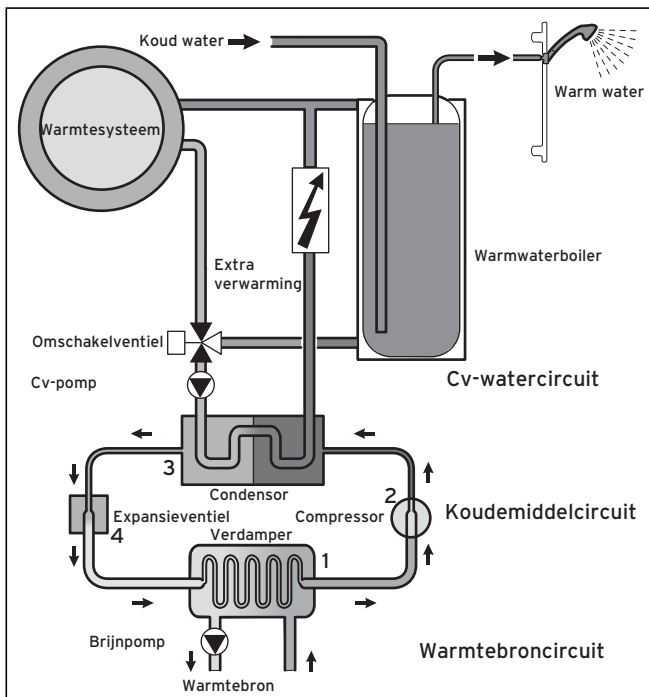 Koud water
Warm water
Warmtesysteem
Extra
verwarming
Warmwaterboiler
Omschakelventiel
Cv-pomp
Cv-watercircuit
3
Condensor
2
Expansieventiel
4
Compressor
Koudemiddelcircuit
Verdamper
1
Brijnpomp
Warmtebron
Warmtebroncircuit